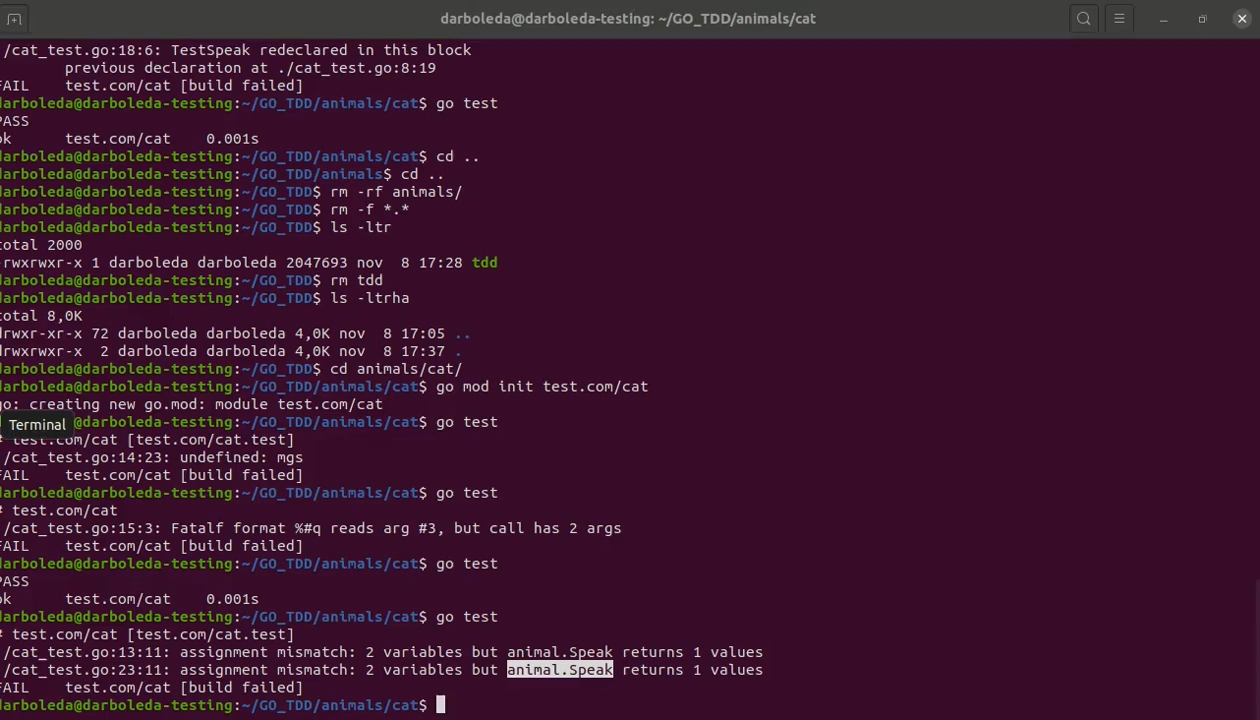 darboleda@darboleda-testing: ~/GO_TDD/animals/cat
/cat_test.go:18:6: TestSpeak redeclared in this block
previous declaration at ./cat_test.go:8:19
FAIL test.com/cat [build failed]
darboleda@darboleda-testing:~/GO_TDD/animals/cat$ go test
PASS
ok test.com/cat 0.001s
darboleda@darboleda-testing:~/GO_TDD/animals/cat$ cd ..
darboleda@darboleda-testing:~/GO_TDD/animals$ cd ..
darboleda@darboleda-testing:~/GO_TDD$ rm -rf animals/
darboleda@darboleda-testing:~/GO_TDD$ rm -f *.*
darboleda@darboleda-testing:~/GO_TDD$ ls -ltr
total 2000
-rwxrwxr-x 1 darboleda darboleda 2047693 nov 8 17:28 tdd
darboleda@darboleda-testing:~/GO_TDD$ rm tdd
darboleda@darboleda-testing:~/GO_TDD$ ls -ltrha
total 8,0K
drwxr-xr-x 72 darboleda darboleda 4,0K nov 8 17:05 ..
drwxrwxr-x 2 darboleda darboleda 4,0K nov 8 17:37 .
darboleda@darboleda-testing:~/GO_TDD$ cd animals/cat/
darboleda@darboleda-testing:~/GO_TDD/animals/cat$ go mod init test.com/cat
go: creating new go.mod: module test.com/cat
darboleda@darboleda-testing:~/GO_TDD/animals/cat$ go test
Terminal
# test.com/cat [test.com/cat.test]
/cat_test.go:14:23: undefined: mgs
FAIL test.com/cat [build failed]
darboleda@darboleda-testing:~/GO_TDD/animals/cat$ go test
# test.com/cat
/cat_test.go:15:3: Fatalf format %#q reads arg #3, but call has 2 args
FAIL test.com/cat [build failed]
darboleda@darboleda-testing:~/GO_TDD/animals/cat$ go test
PASS
ok test.com/cat 0.001s
darboleda@darboleda-testing:~/GO_TDD/animals/cat$ go test
# test.com/cat [test.com/cat.test]
/cat_test.go:13:11: assignment mismatch: 2 variables but animal.Speak returns 1 values
/cat_test.go:23:11: assignment mismatch: 2 variables but animal.Speak returns 1 values
FAIL test.com/cat [build failed]
darboleda@darboleda-testing:~/GO_TDD/animals/cat$